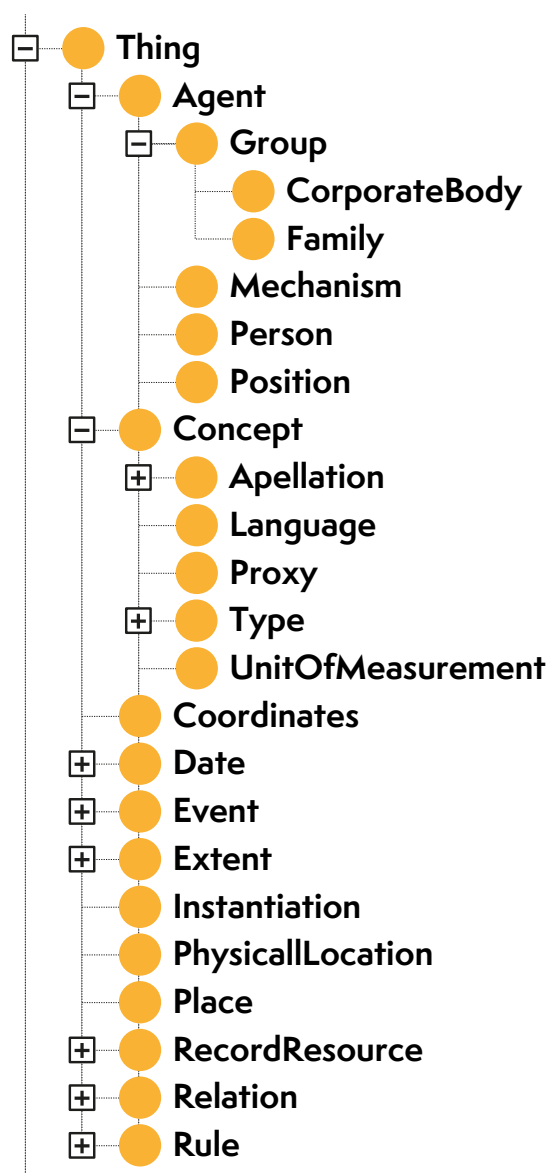 Thing
Agent
Group
CorporateBody
Family
Mechanism
Person
Position
Concept
Apellation
Language
Proxy
Type
UnitOfMeasurement
Coordinates
Date
Event
Extent
Instantiation
PhysicallLocation
Place
RecordResource
Relation
Rule